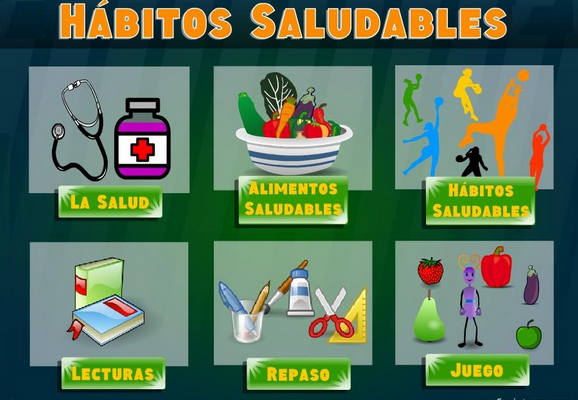 HÁBITOS SALUDABLES
LA SALUD
ALIMENTOS
SALUDABLES
HÁBITOS
SALUDABLES
LECTURAS
REPASO
JUEGO